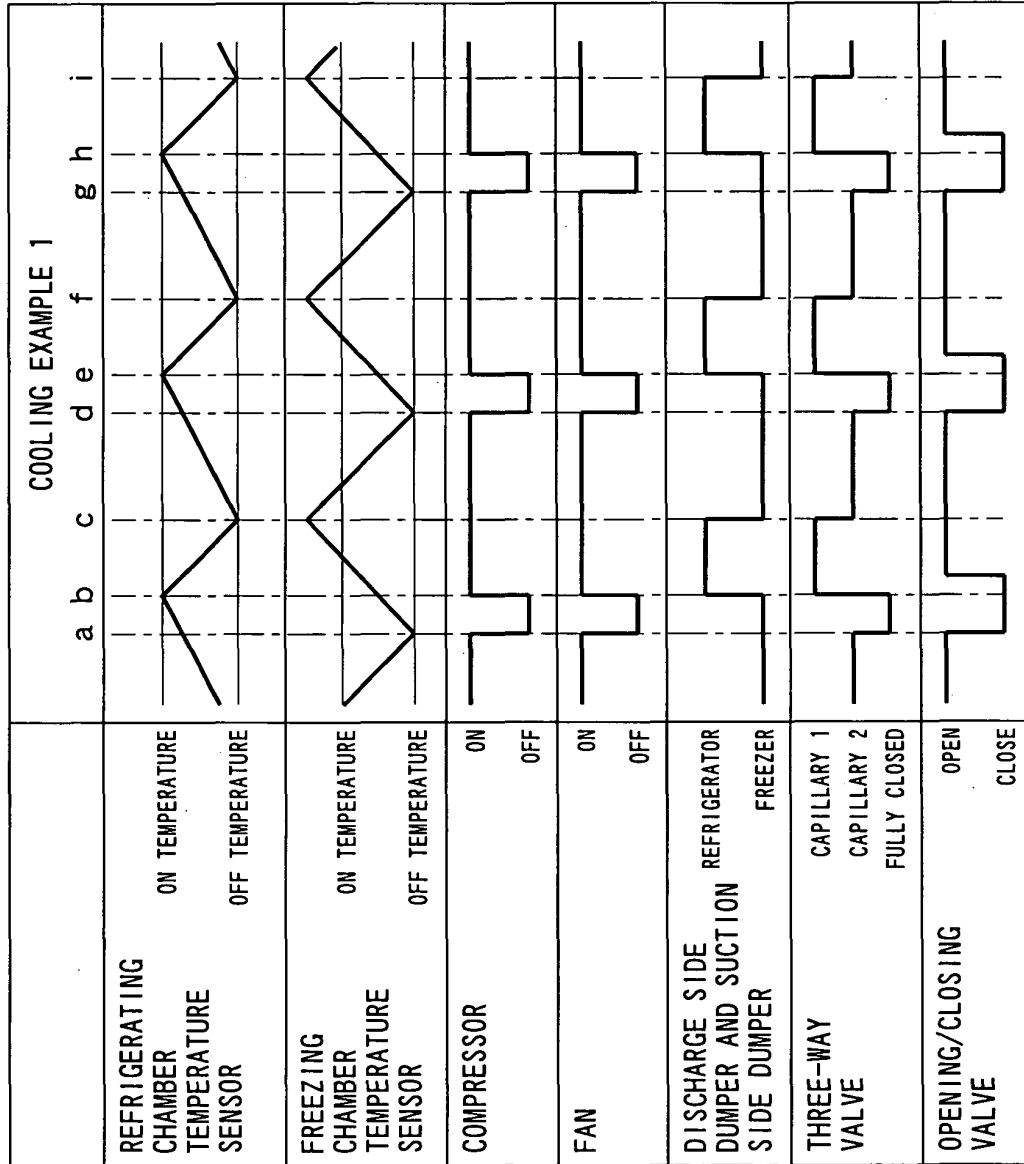 COOLING EXAMPLE 1
a b c d e f g h i
REFRIGERATING
CHAMBER
TEMPERATURE
SENSOR
ON TEMPERATURE
OFF TEMPERATURE
FREEZING
CHAMBER
TEMPERATURE
SENSOR
ON TEMPERATURE
OFF TEMPERATURE
COMPRESSOR
ON
OFF
FAN
ON
OFF
DISCHARGE SIDE
DUMPER AND SUCTION
SIDE DUMPER
REFRIGERATOR
FREEZER
THREE-WAY
VALVE
CAPILLARY 1
CAPILLARY 2
FULLY CLOSED
OPENING/CLOSING
VALVE
OPEN
CLOSE